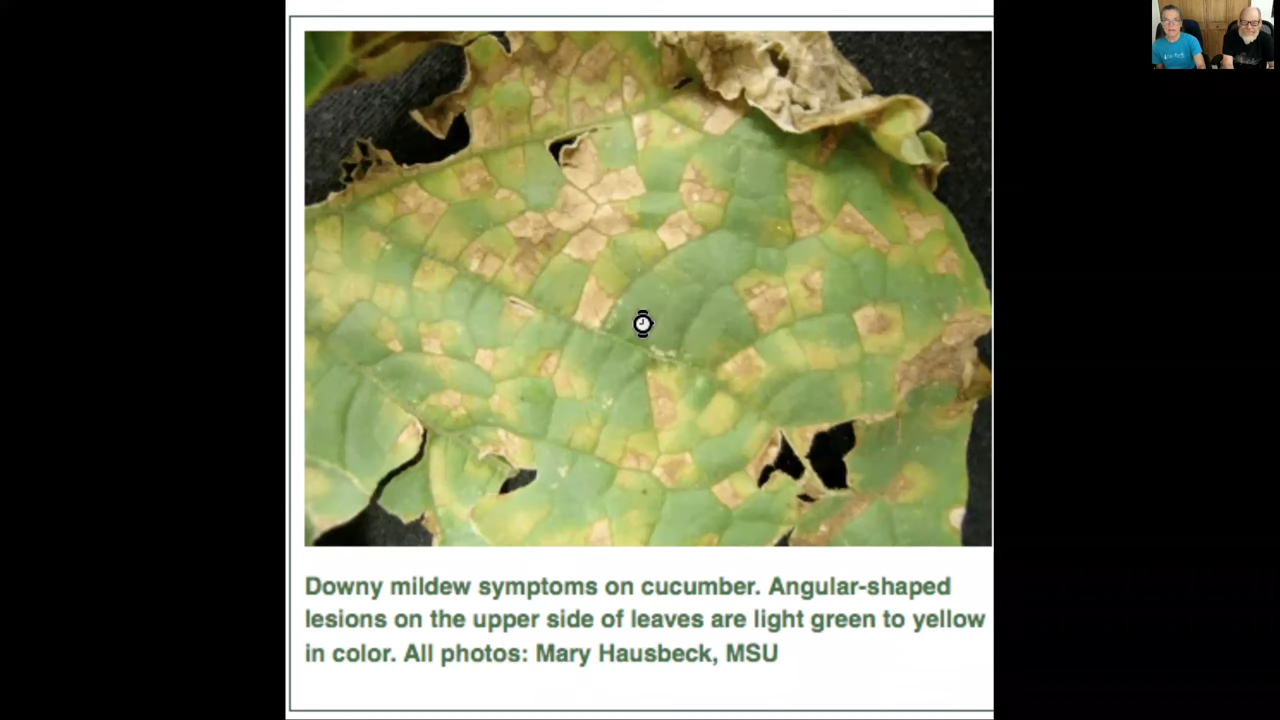 Downy mildew symptoms on cucumber. Angular-shaped
lesions on the upper side of leaves are light green to yellow
in color. All photos: Mary Hausbeck, MSU